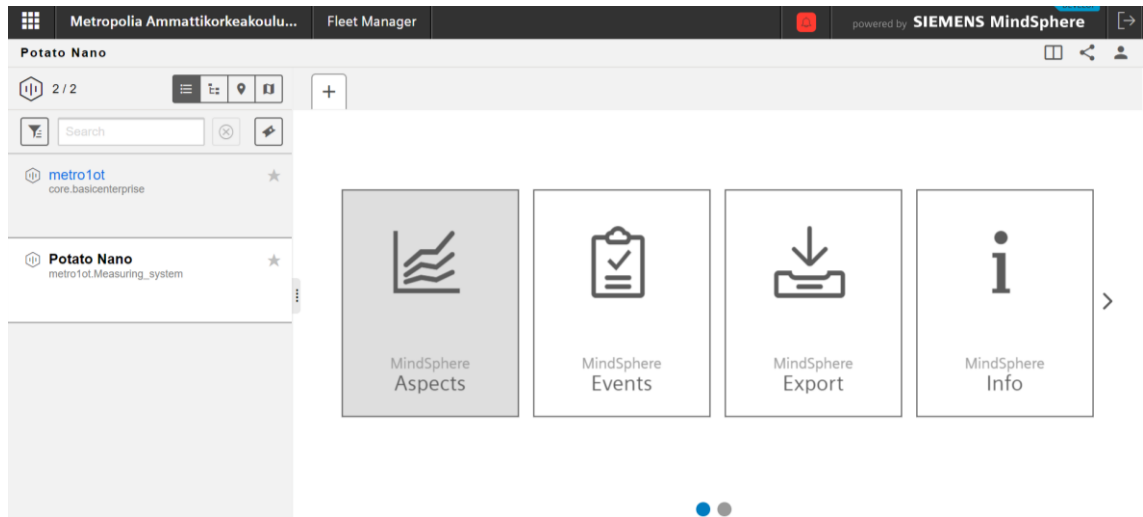 Metropolia Ammattikorkeakoulu... Fleet Manager powered by SIEMENS MindSphere
Potato Nano
2 / 2
+
Search
metro1ot
core.basicenterprise
Potato Nano
metro1ot.Measuring_system
MindSphere
Aspects
MindSphere
Events
MindSphere
Export
MindSphere
Info